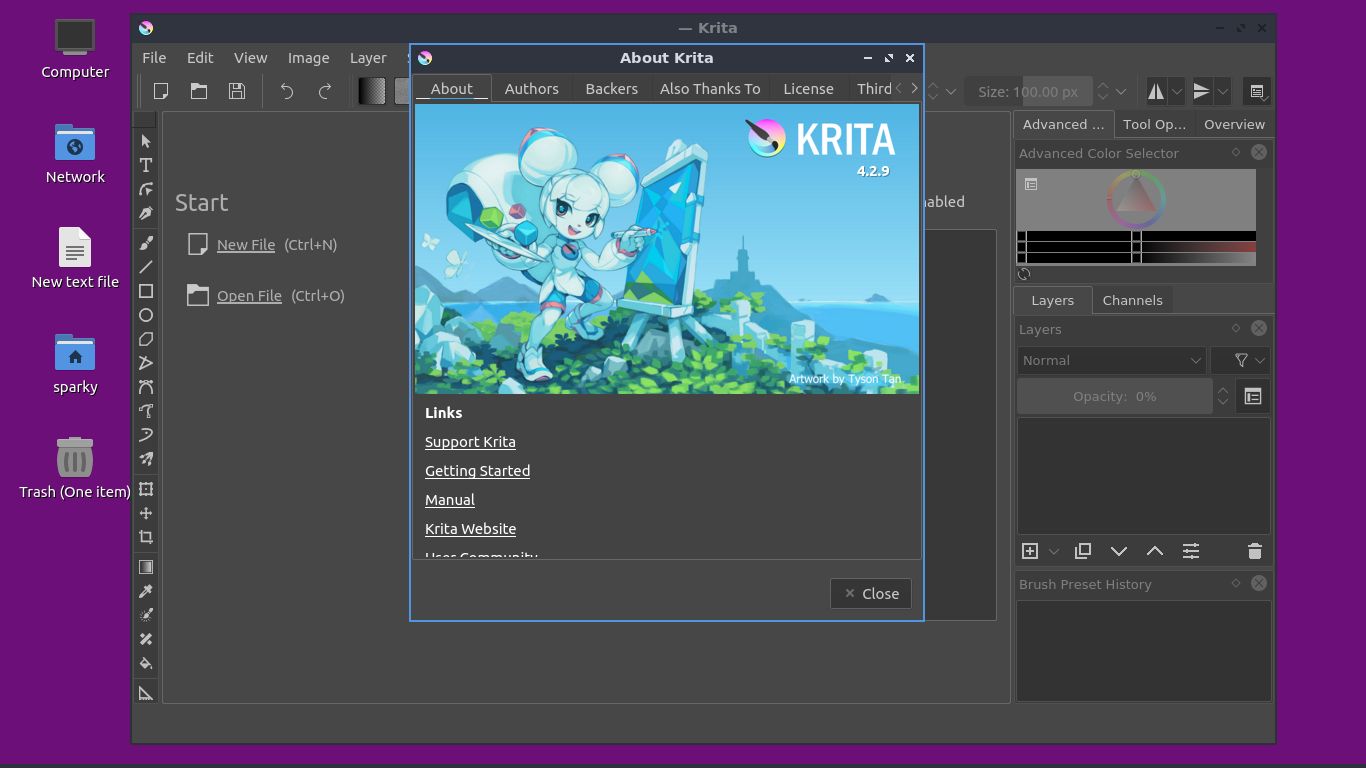 Computer
Network
New text file
sparky
Trash (One item)
— Krita
File Edit View Image Layer
Size: 100.00 px
Start
New File (Ctrl+N)
Open File (Ctrl+O)
About Krita
About Authors Backers Also Thanks To License Third
KRITA
4.2.9
Artwork by Tyson Tan
Links
Support Krita
Getting Started
Manual
Krita Website
User Community
Close
abled
Advanced ... Tool Op... Overview
Advanced Color Selector
Layers Channels
Layers
Normal
Opacity: 0%
Brush Preset History